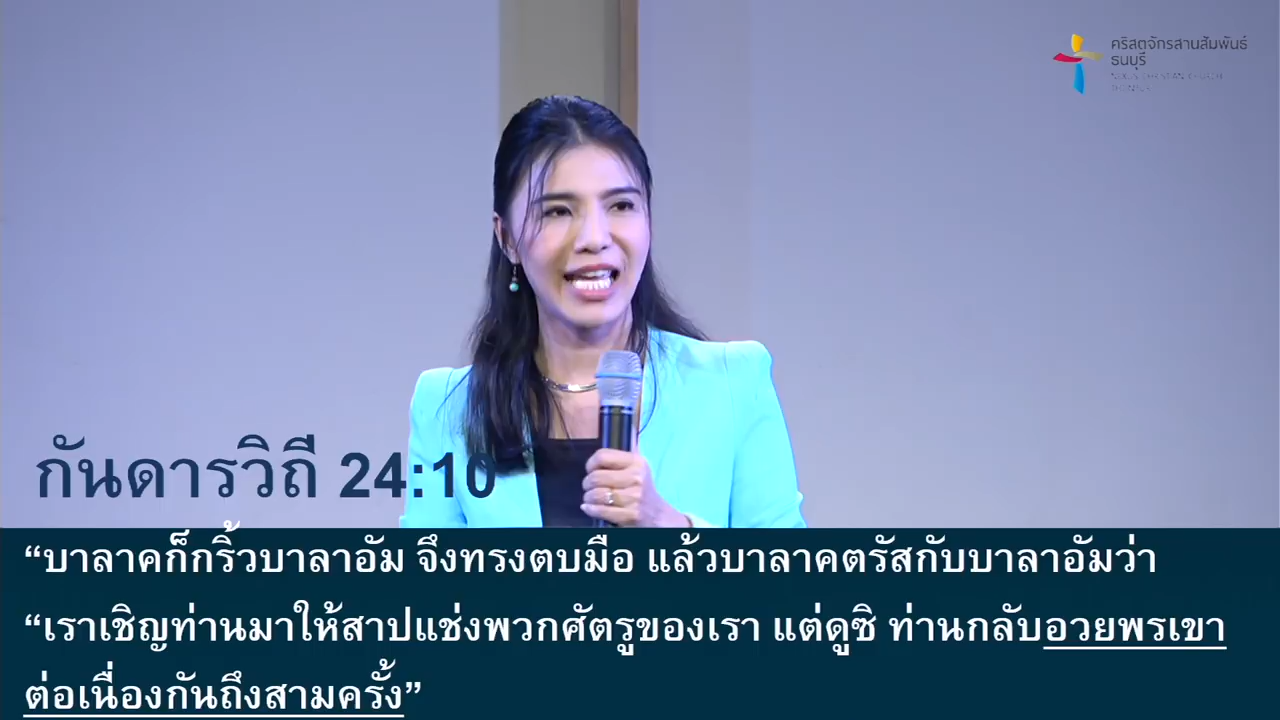 คริสตจักรสานสัมพันธ์
ธนบุรี
กันดารวิถี 24:10
“บาลาคก็กริ้วบาลาอัม จึงทรงตบมือ แล้วบาลาคตรัสกับบาลาอัมว่า
“เราเชิญท่านมาให้สาปแช่งพวกศัตรูของเรา แต่ดูซิ ท่านกลับอวยพรเขา
ต่อเนื่องกันถึงสามครั้ง”